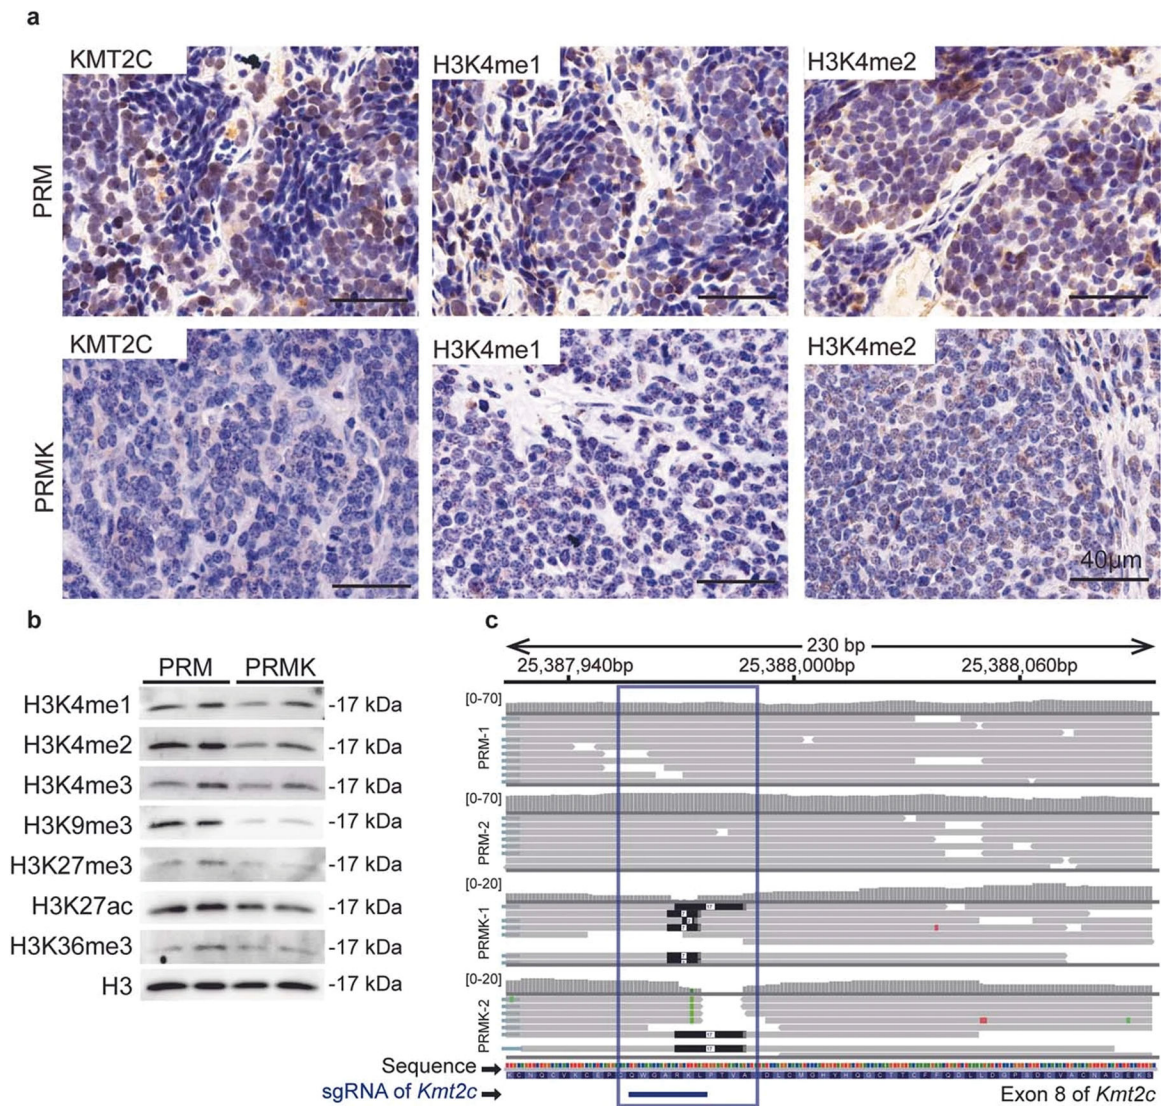 a
KMT2C H3K4me1 H3K4me2
PRM
KMT2C H3K4me1 H3K4me2
PRMK
40μm
b
PRM PRMK
H3K4me1 -17 kDa
H3K4me2 -17 kDa
H3K4me3 -17 kDa
H3K9me3 -17 kDa
H3K27me3 -17 kDa
H3K27ac -17 kDa
H3K36me3 -17 kDa
H3 -17 kDa
c
230 bp
25,387,940bp 25,388,000bp 25,388,060bp
[0-70]
PRM-1
[0-70]
PRM-2
[0-20]
PRMK-1
[0-20]
PRMK-2
Sequence
sgRNA of Kmt2c
Exon 8 of Kmt2c